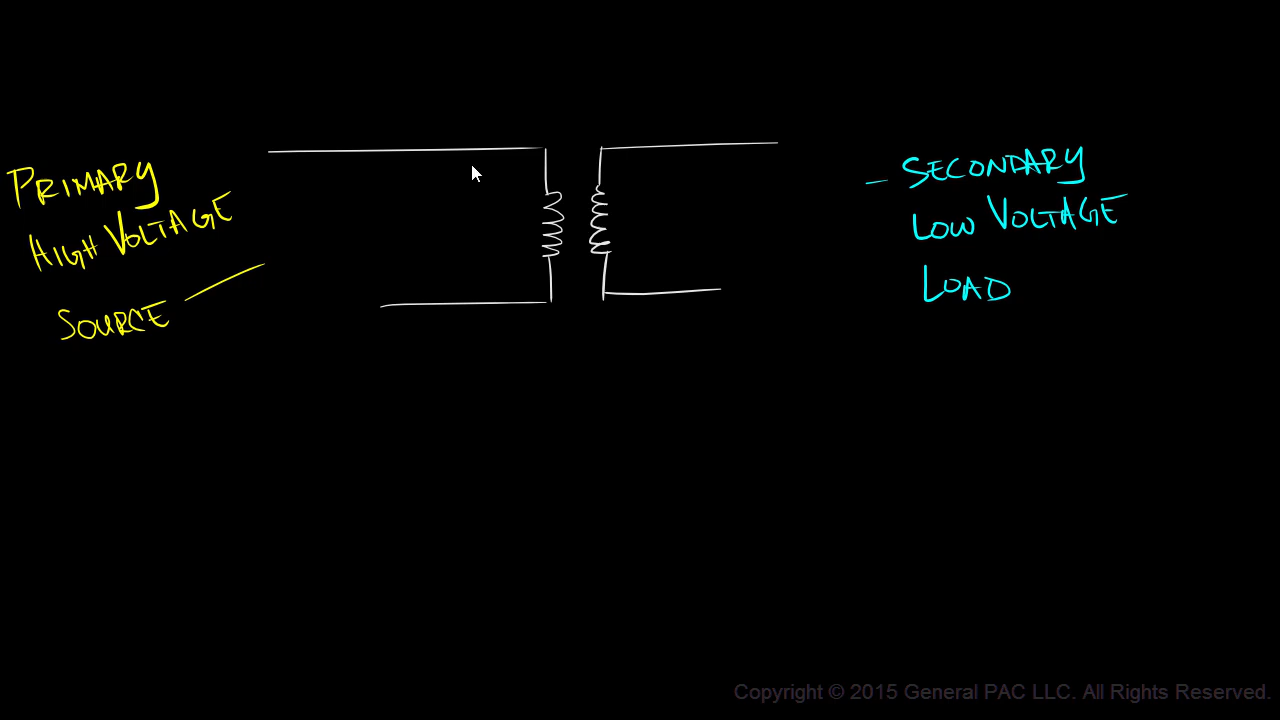 PRIMARY
HIGH VOLTAGE
SOURCE
SECONDARY
LOW VOLTAGE
LOAD
Copyright © 2015 General PAC LLC. All Rights Reserved.